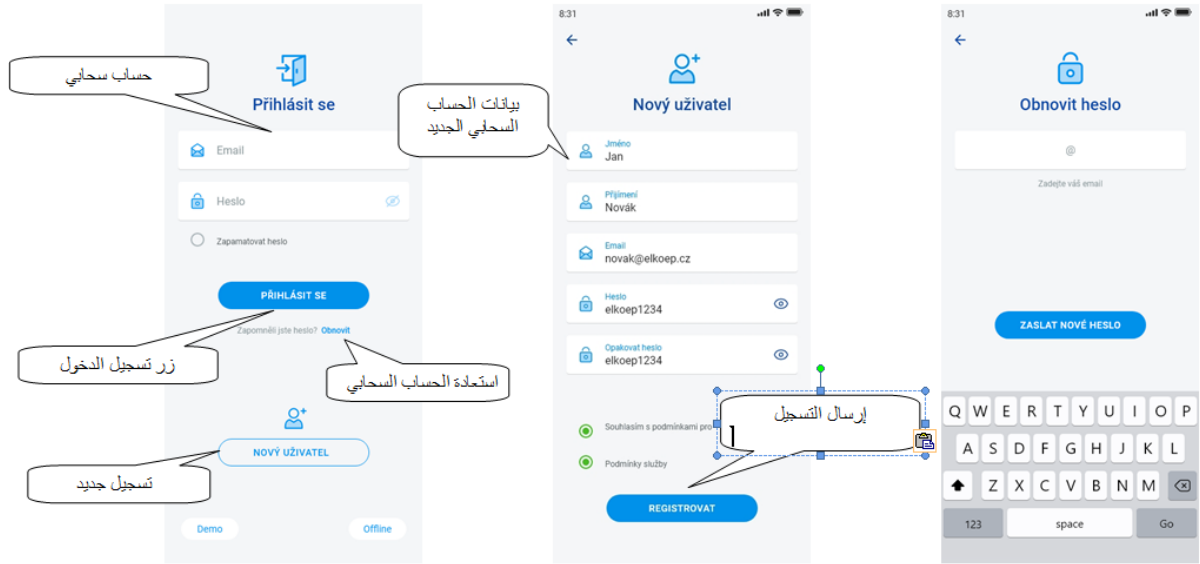 حساب سحابي
Přihlásit se
Email
Heslo
Zapamatovat heslo
PŘIHLÁSIT SE
Zapomněli jste heslo? Obnovit
زر تسجيل الدخول
استعادة الحساب السحابي
NOVÝ UŽIVATEL
تسجيل جديد
Demo
Offline
8:31
Nový uživatel
بيانات الحساب
السحابي الجديد
Jméno
Jan
Příjmení
Novák
Email
novak@elkoep.cz
Heslo
elkoep1234
Opakovat heslo
elkoep1234
إرسال التسجيل
Souhlasím s podmínkami pro
Podmínky služby
REGISTROVAT
8:31
Obnovit heslo
@
Zadejte váš email
ZASLAT NOVÉ HESLO
Q W E R T Y U I O P
A S D F G H J K L
Z X C V B N M
123 space Go